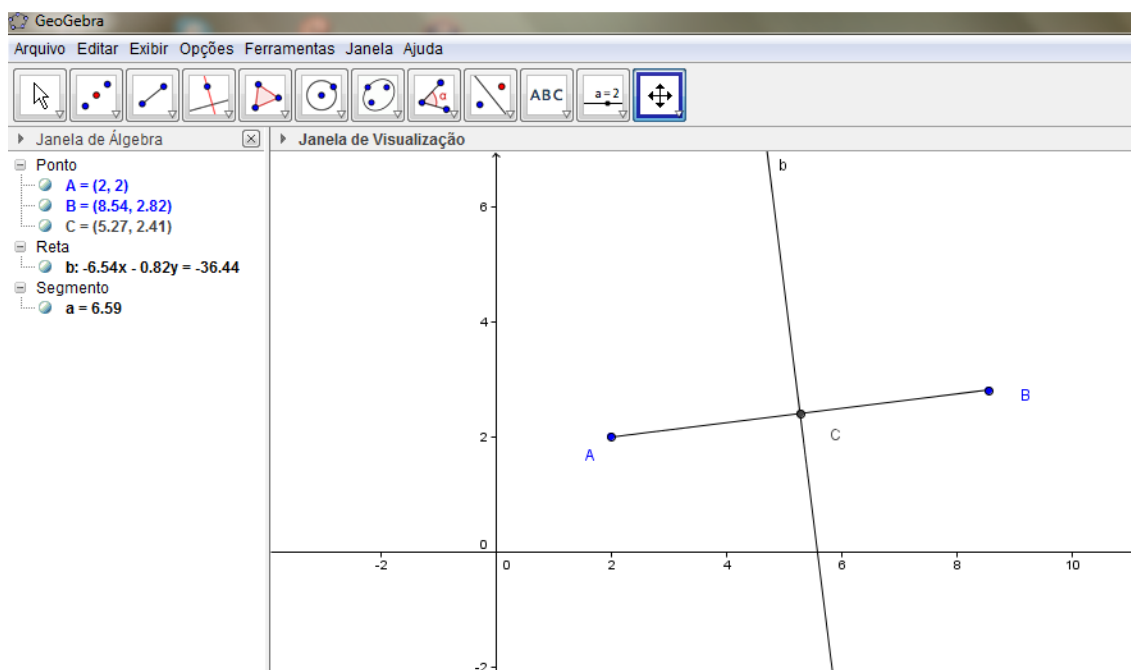 GeoGebra
Arquivo Editar Exibir Opções Ferramentas Janela Ajuda
ABC
a=2
α
Janela de Álgebra
Janela de Visualização
Ponto
A = (2, 2)
B = (8.54, 2.82)
C = (5.27, 2.41)
Reta
b: -6.54x - 0.82y = -36.44
Segmento
a = 6.59
b
6
4
B
C
2
A
0
-2 0 2 4 6 8 10
-2